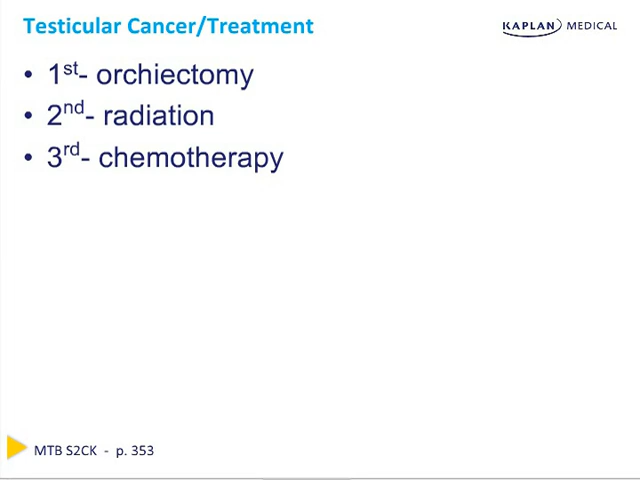 Testicular Cancer/Treatment
KAPLAN MEDICAL
• 1st- orchiectomy
• 2nd- radiation
• 3rd- chemotherapy
MTB S2CK - p. 353